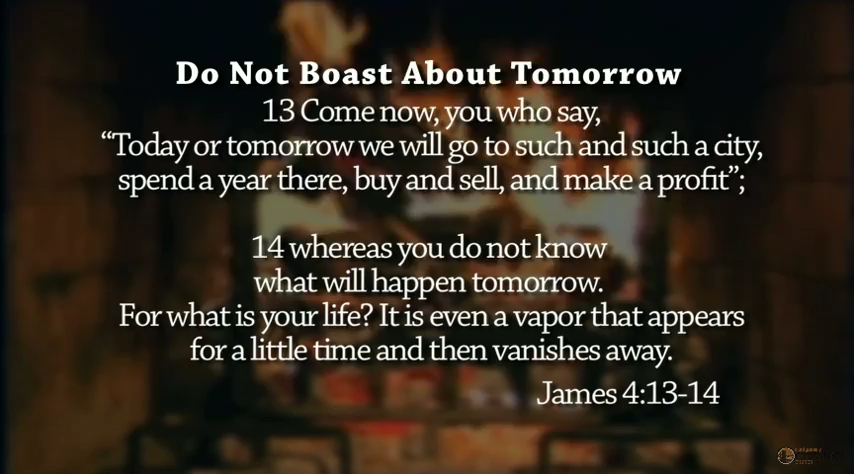 Do Not Boast About Tomorrow
13 Come now, you who say,
“Today or tomorrow we will go to such and such a city,
spend a year there, buy and sell, and make a profit”;
14 whereas you do not know
what will happen tomorrow.
For what is your life? It is even a vapor that appears
for a little time and then vanishes away.
James 4:13-14